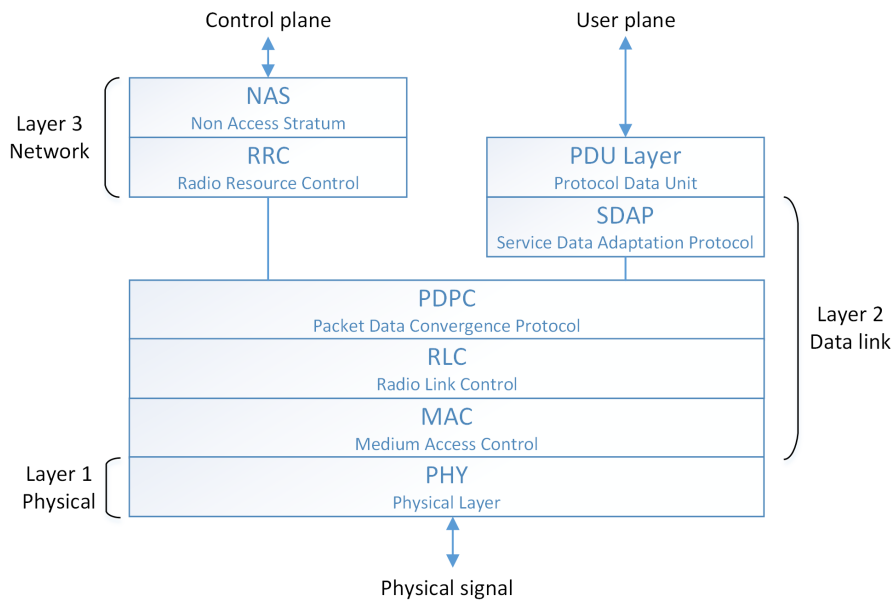 Control plane
User plane
NAS
Non Access Stratum
Layer 3
Network
RRC
Radio Resource Control
PDU Layer
Protocol Data Unit
SDAP
Service Data Adaptation Protocol
PDPC
Packet Data Convergence Protocol
Layer 2
Data link
RLC
Radio Link Control
MAC
Medium Access Control
Layer 1
Physical
PHY
Physical Layer
Physical signal